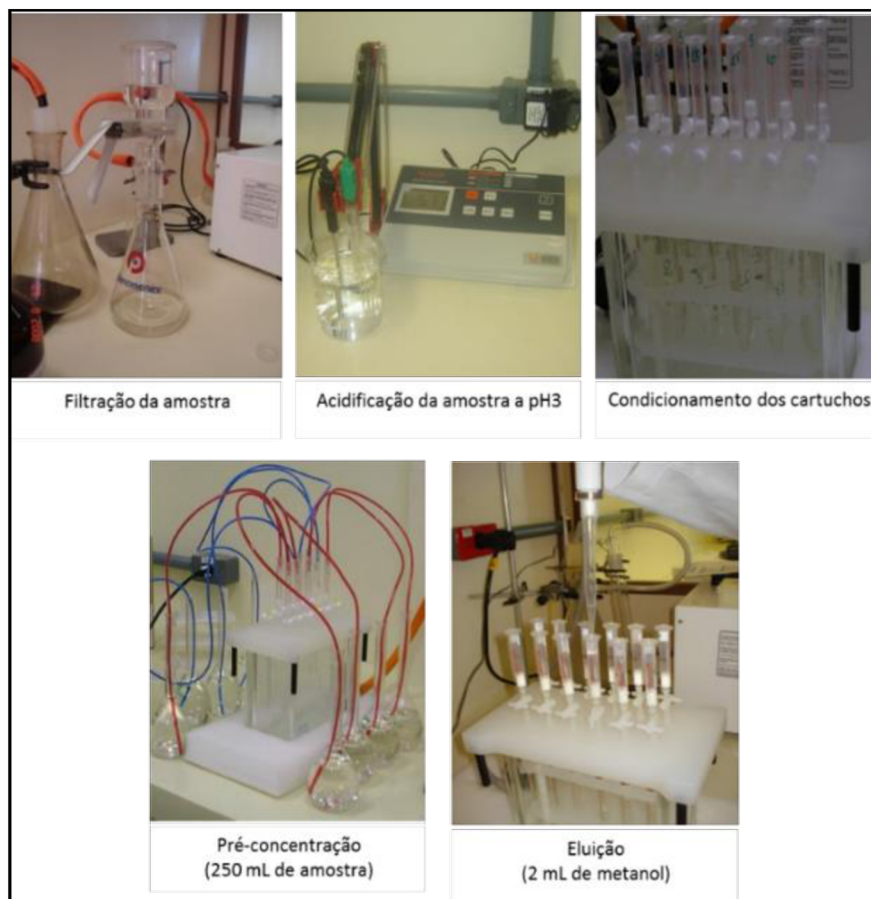 Filtração da amostra
Acidificação da amostra a pH3
Condicionamento dos cartuchos
Pré-concentração
(250 mL de amostra)
Eluição
(2 mL de metanol)